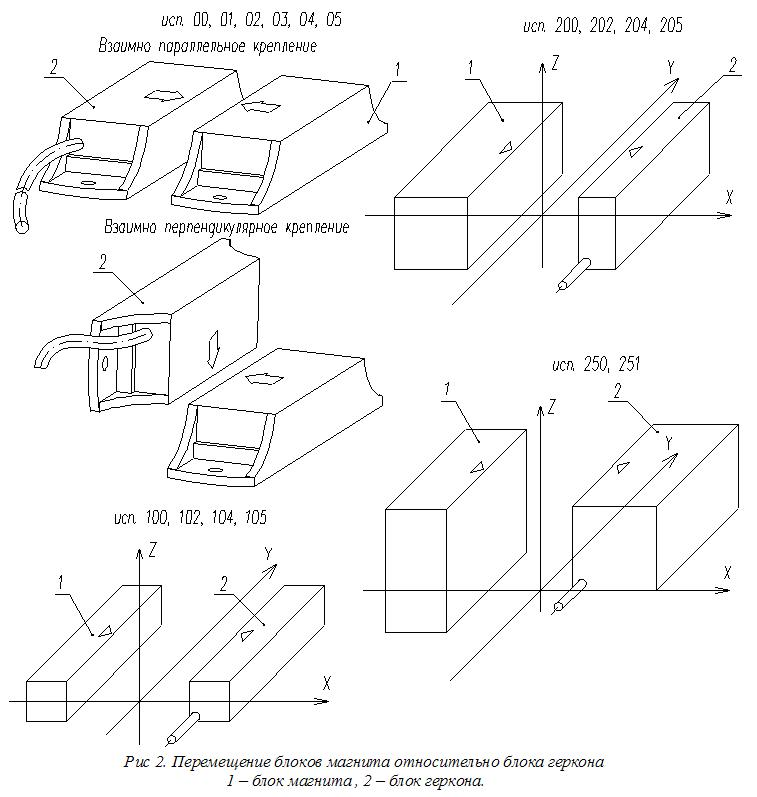 исп. 00, 01, 02, 03, 04, 05
Взаимно параллельное крепление
2
1
Взаимно перпендикулярное крепление
2
исп. 200, 202, 204, 205
1
Z
Y
2
X
исп. 250, 251
1
Z
2
Y
X
исп. 100, 102, 104, 105
1
Z
2
Y
X
Рис 2. Перемещение блоков магнита относительно блока геркона
1 – блок магнита , 2 – блок геркона.